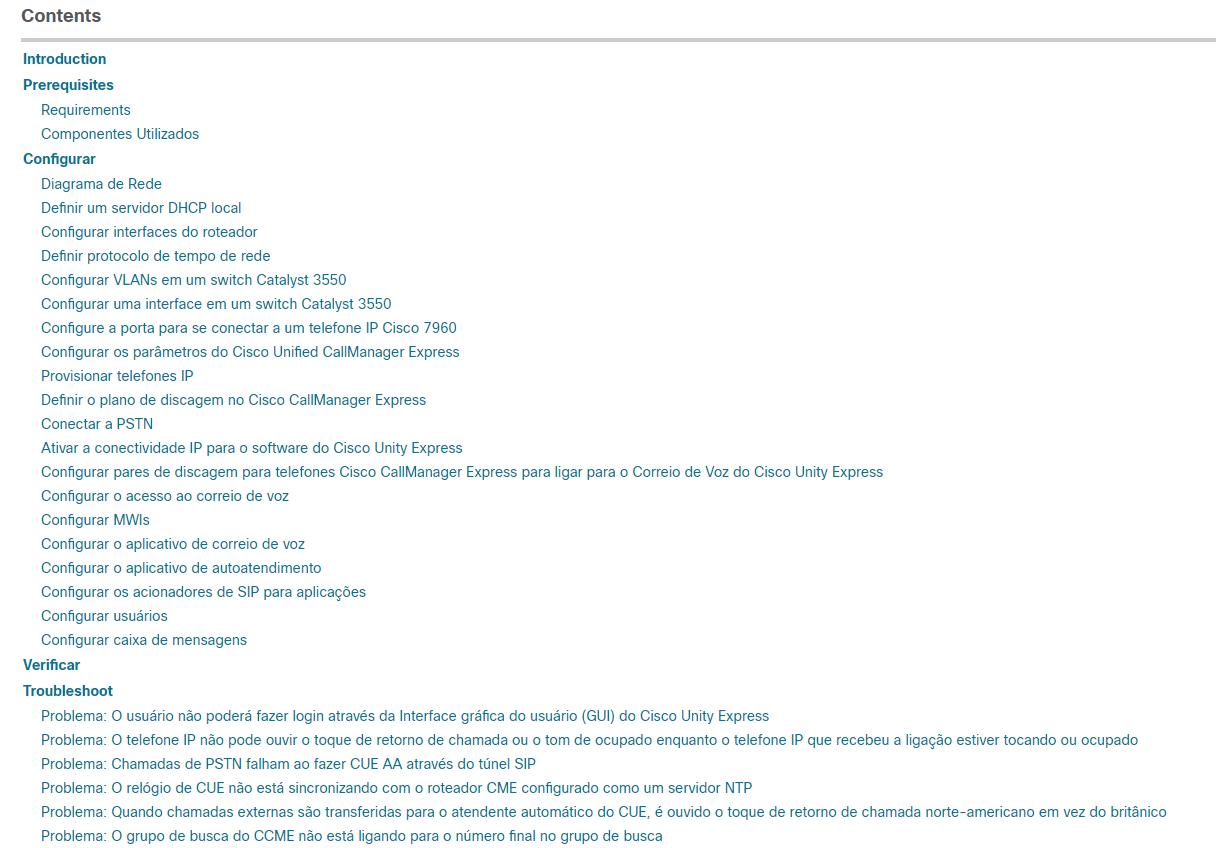 Contents
Introduction
Prerequisites
Requirements
Componentes Utilizados
Configurar
Diagrama de Rede
Definir um servidor DHCP local
Configurar interfaces do roteador
Definir protocolo de tempo de rede
Configurar VLANs em um switch Catalyst 3550
Configurar uma interface em um switch Catalyst 3550
Configure a porta para se conectar a um telefone IP Cisco 7960
Configurar os parâmetros do Cisco Unified CallManager Express
Provisionar telefones IP
Definir o plano de discagem no Cisco CallManager Express
Conectar a PSTN
Ativar a conectividade IP para o software do Cisco Unity Express
Configurar pares de discagem para telefones Cisco CallManager Express para ligar para o Correio de Voz do Cisco Unity Express
Configurar o acesso ao correio de voz
Configurar MWIs
Configurar o aplicativo de correio de voz
Configurar o aplicativo de autoatendimento
Configurar os acionadores de SIP para aplicações
Configurar usuários
Configurar caixa de mensagens
Verificar
Troubleshoot
Problema: O usuário não poderá fazer login através da Interface gráfica do usuário (GUI) do Cisco Unity Express
Problema: O telefone IP não pode ouvir o toque de retorno de chamada ou o tom de ocupado enquanto o telefone IP que recebeu a ligação estiver tocando ou ocupado
Problema: Chamadas de PSTN falham ao fazer CUE AA através do túnel SIP
Problema: O relógio de CUE não está sincronizando com o roteador CME configurado como um servidor NTP
Problema: Quando chamadas externas são transferidas para o atendente automático do CUE, é ouvido o toque de retorno de chamada norte-americano em vez do britânico
Problema: O grupo de busca do CCME não está ligando para o número final no grupo de busca